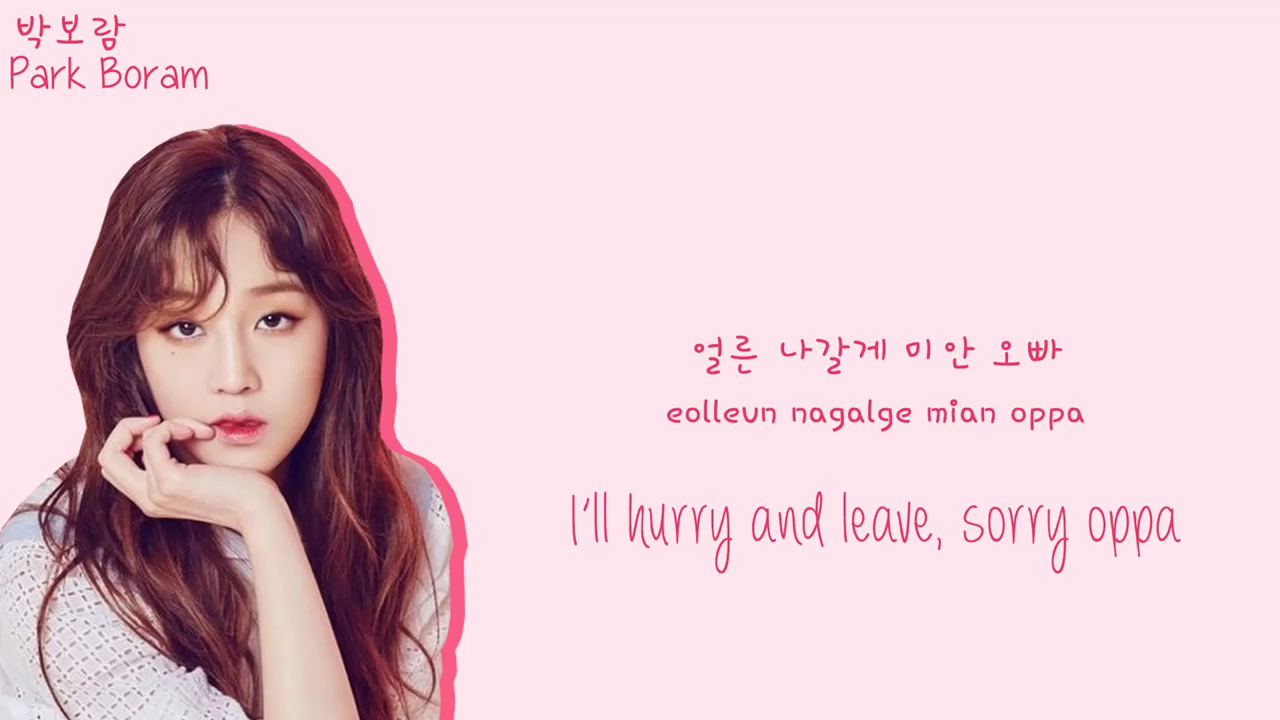 박보람
Park Boram
얼른 나갈게 미안 오빠
eolleun nagalge mian oppa
I'll hurry and leave, sorry oppa